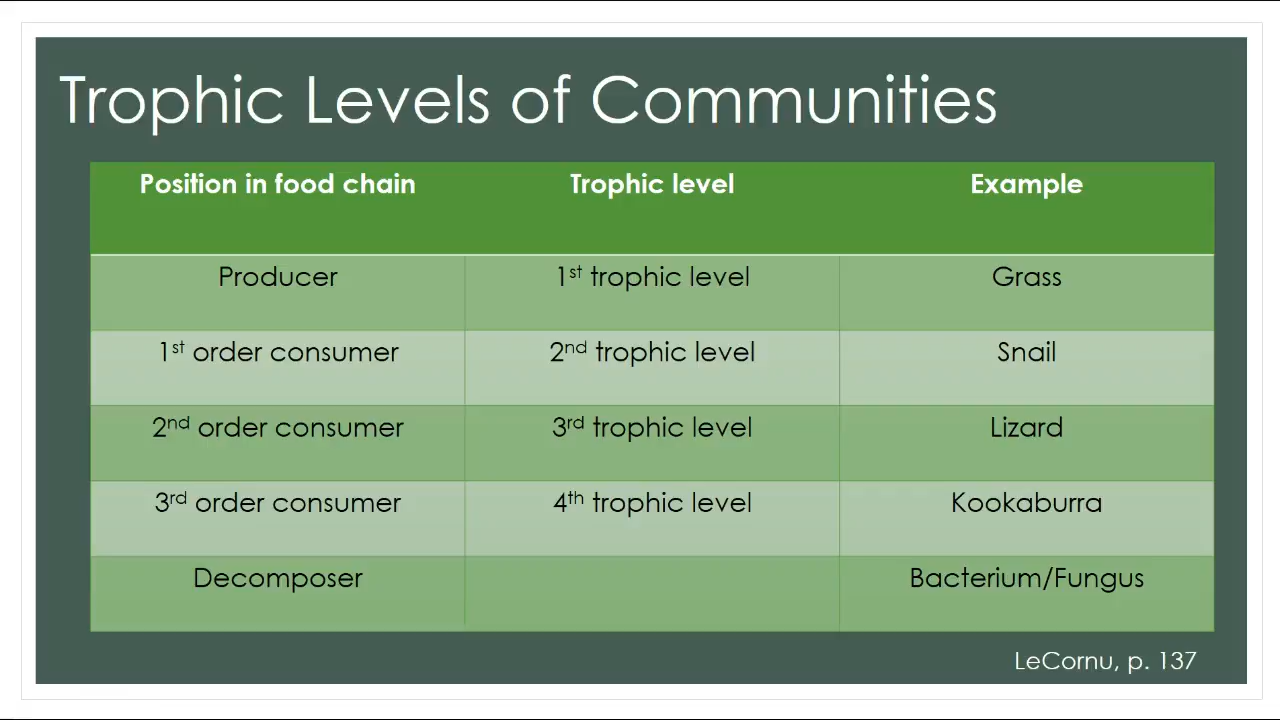 Trophic Levels of Communities
Position in food chain Trophic level Example
Producer 1st trophic level Grass
1st order consumer 2nd trophic level Snail
2nd order consumer 3rd trophic level Lizard
3rd order consumer 4th trophic level Kookaburra
Decomposer Bacterium/Fungus
LeCornu, p. 137